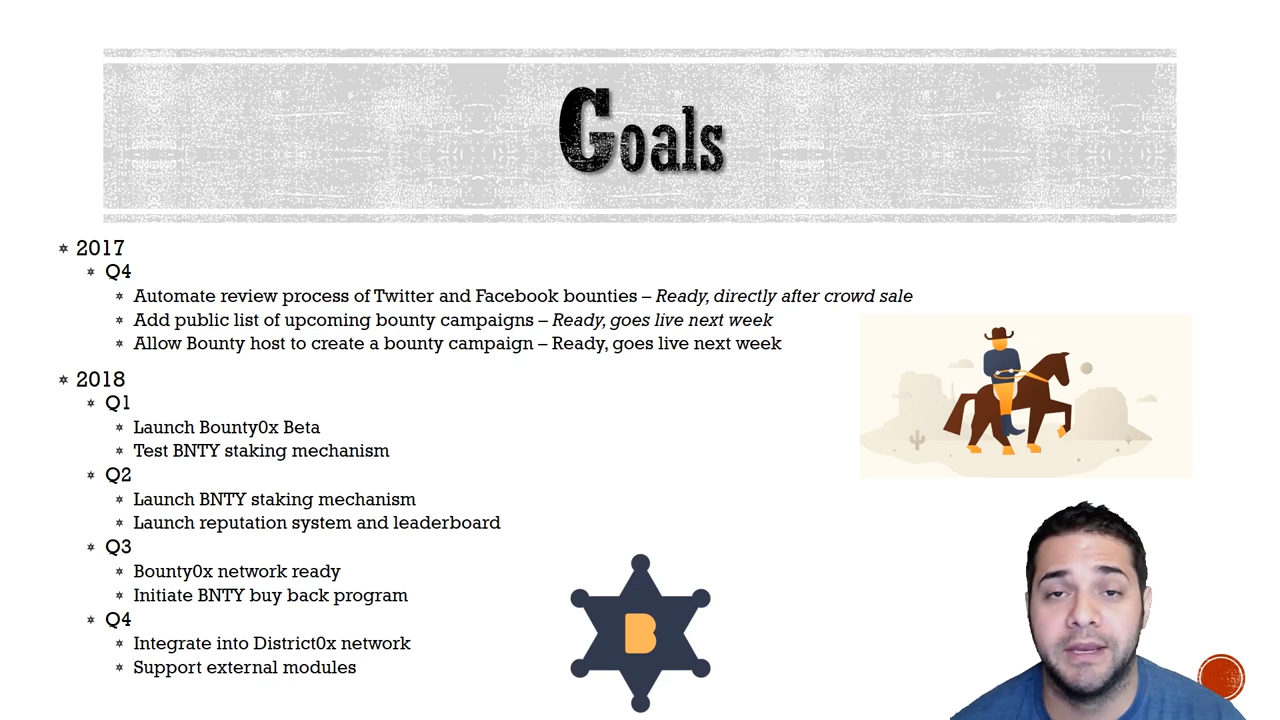 Goals
2017
Q4
Automate review process of Twitter and Facebook bounties – Ready, directly after crowd sale
Add public list of upcoming bounty campaigns – Ready, goes live next week
Allow Bounty host to create a bounty campaign – Ready, goes live next week
2018
Q1
Launch Bounty0x Beta
Test BNTY staking mechanism
Q2
Launch BNTY staking mechanism
Launch reputation system and leaderboard
Q3
Bounty0x network ready
Initiate BNTY buy back program
Q4
Integrate into District0x network
Support external modules
B